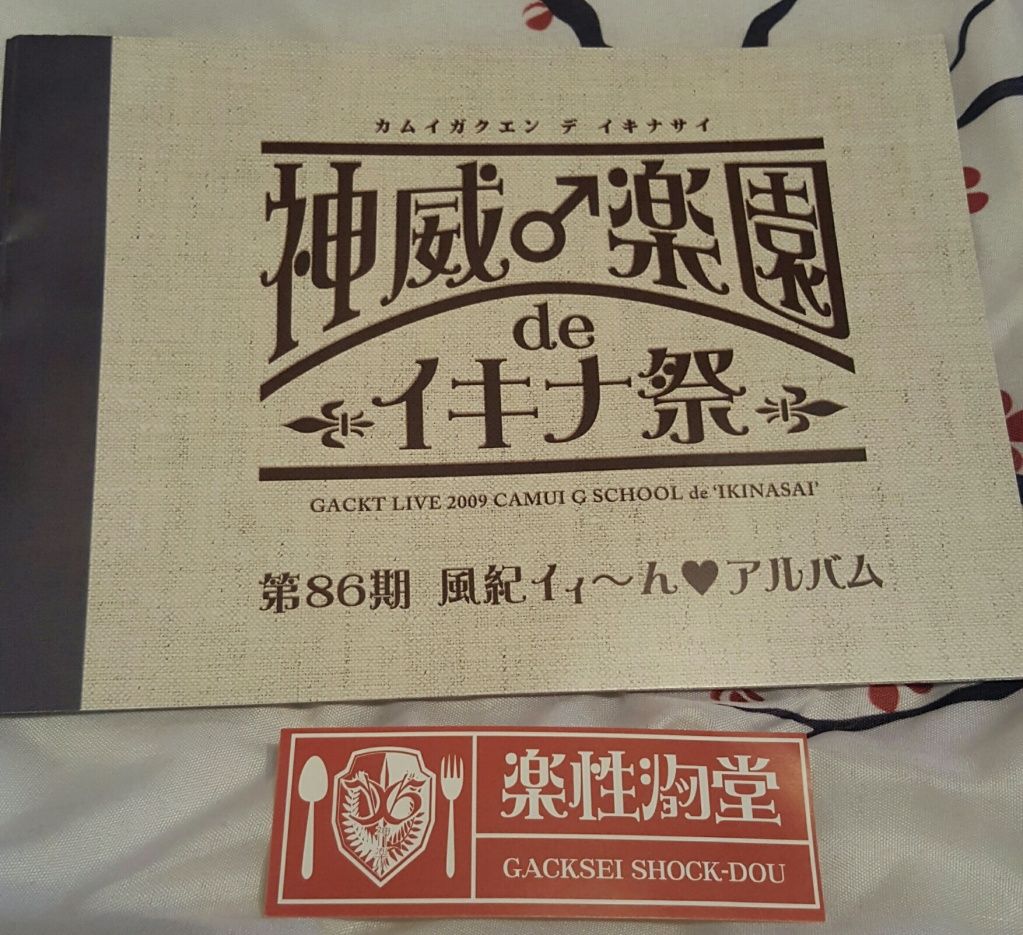 カムイガクエン デ イキナサイ
神威♂楽園
de
イキナ祭
GACKT LIVE 2009 CAMUI G SCHOOL de 'IKINASAI'
第86期 風紀イィ～ん♥アルバム
楽性 堂
GACKSEI SHOCK-DOU